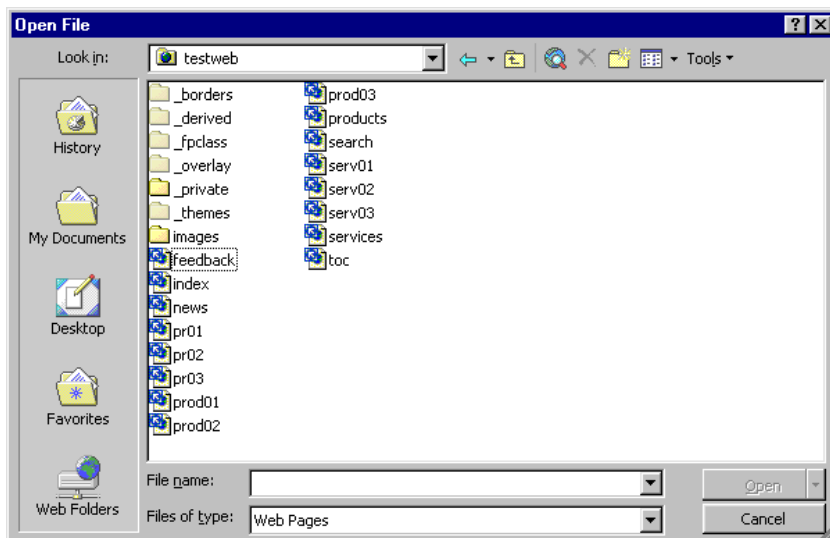 Open File
Look in:
testweb
Tools
History
My Documents
Desktop
Favorites
Web Folders
_borders
_derived
_fpclass
_overlay
_private
_themes
images
feedback
index
news
pr01
pr02
pr03
prod01
prod02
prod03
products
search
serv01
serv02
serv03
services
toc
File name:
Open
Files of type:
Web Pages
Cancel